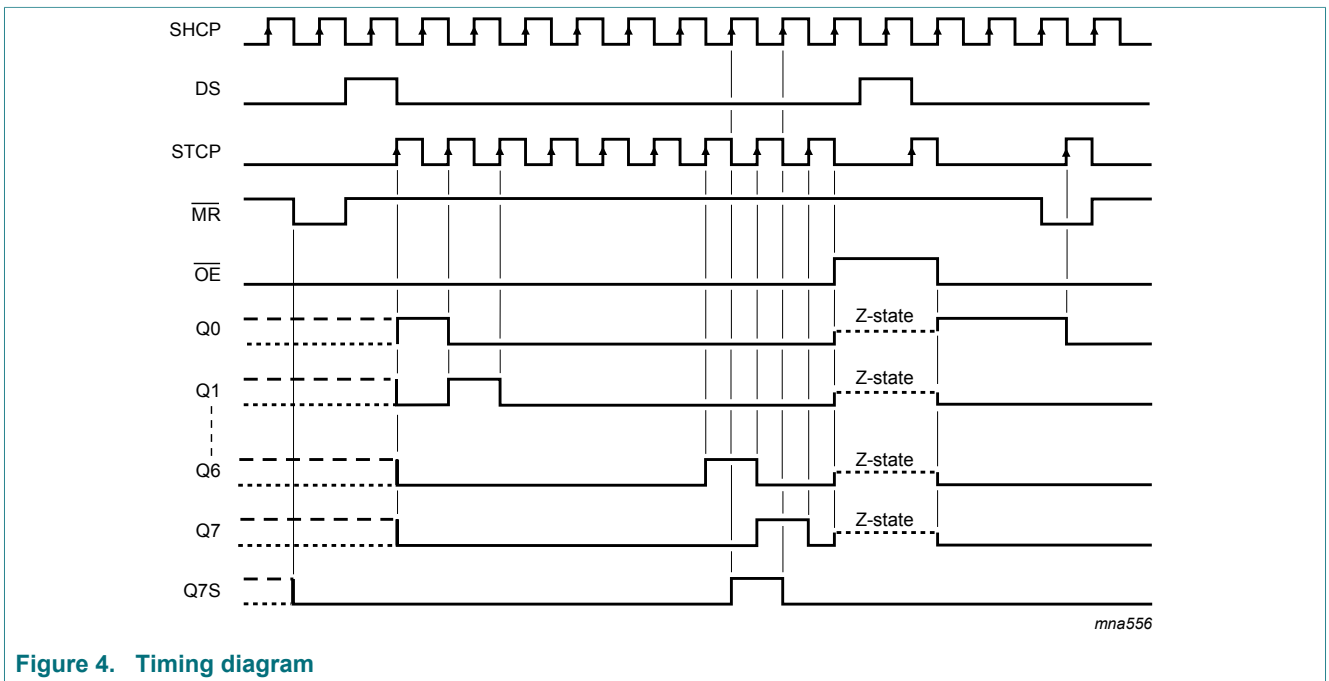 SHCP
DS
STCP
MR
OE
Q0
Z-state
Q1
Z-state
Q6
Z-state
Q7
Z-state
Q7S
mna556
Figure 4. Timing diagram